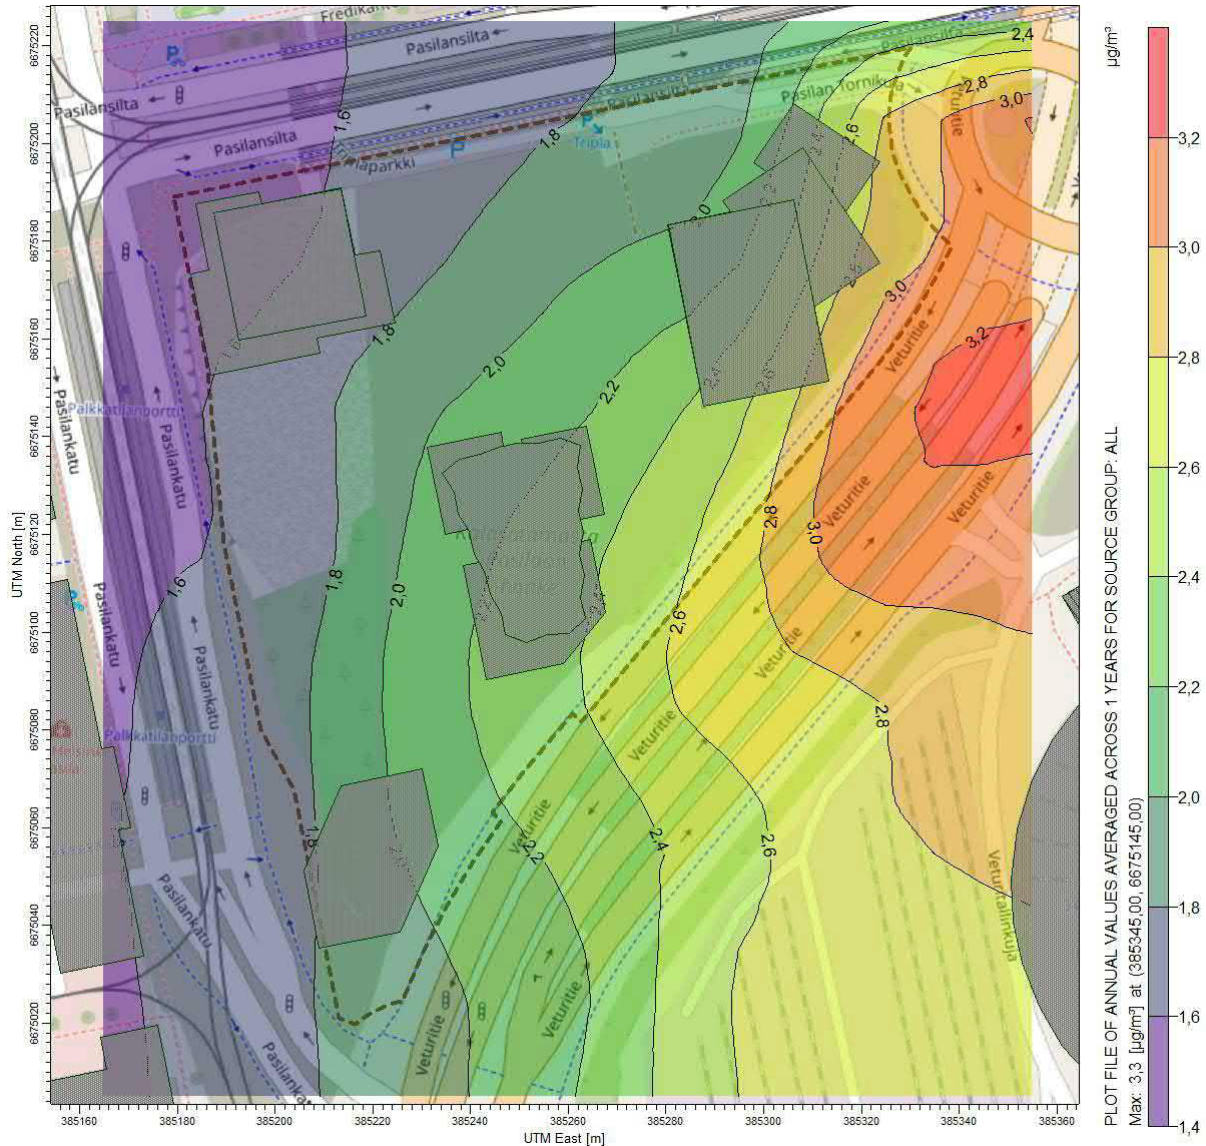 Fredikan
µg/m³
Pasilansilta
Pasilansilta
2,4
Pasilansilta
Pasilansilta
Pasilansilta
Pasilan Tornikuja
2,8
3,0
1,6
1,8
2,6
Tripla
3,0
3,0
1,8
2,0
2,2
3,2
Veturitie
Palkkatilanportti
Pasilankatu
Pasilankatu
Veturitie
Veturitie
2,8
3,0
1,6
1,8
2,0
2,6
Pasilankatu
Pasilankatu
Veturitie
Veturitie
2,8
Palkkatilanportti
1,8
Veturitie
2,2
2,4
2,6
Pasilankatu
Veturitallinkuja
Veturitie
Veturitie
Pasilankatu
UTM North [m]
6675220
6675200
6675180
6675160
6675140
6675120
6675100
6675080
6675060
6675040
6675020
385160
385180
385200
385220
385240
385260
385280
385300
385320
385340
385360
UTM East [m]
PLOT FILE OF ANNUAL VALUES AVERAGED ACROSS 1 YEARS FOR SOURCE GROUP: ALL
Max: 3,3 [µg/m³] at (385345,00, 6675145,00)
3,2
3,0
2,8
2,6
2,4
2,2
2,0
1,8
1,6
1,4